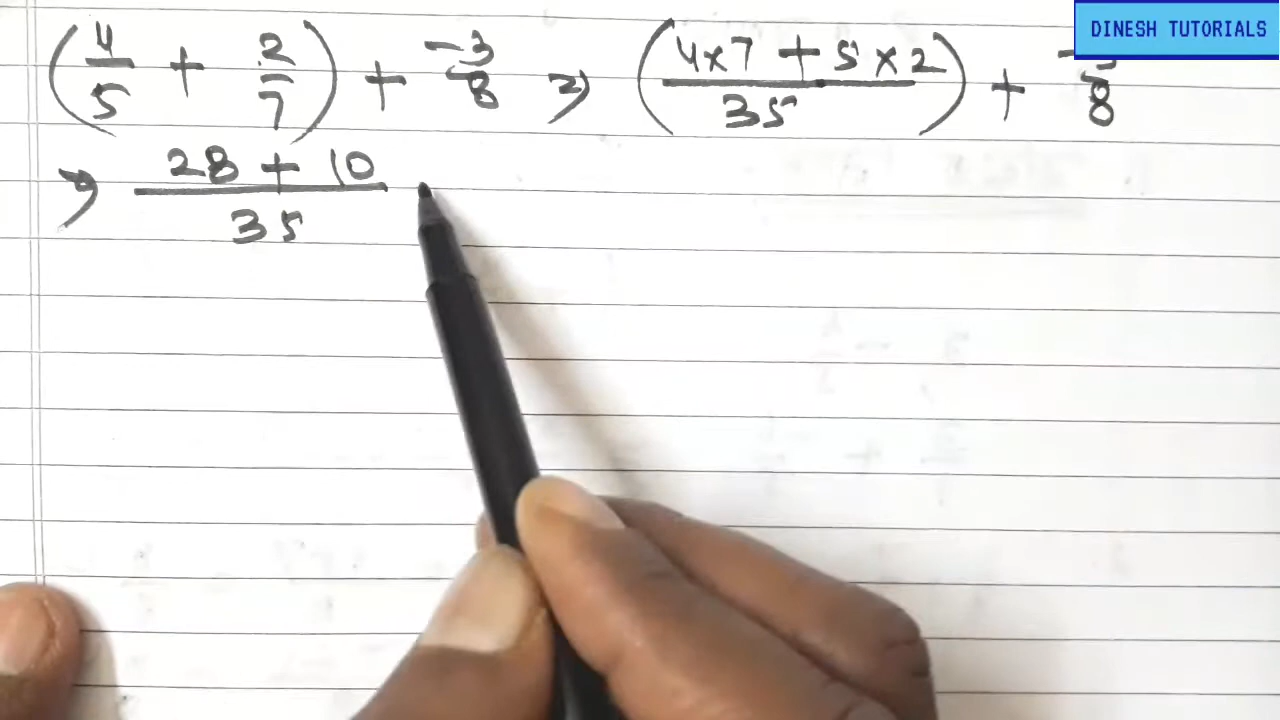 DINESH TUTORIALS
(4/5 + 2/7) + -3/8 ⇒ (4×7 + 5×2/35) + -3/8
⇒ 28 + 10/35